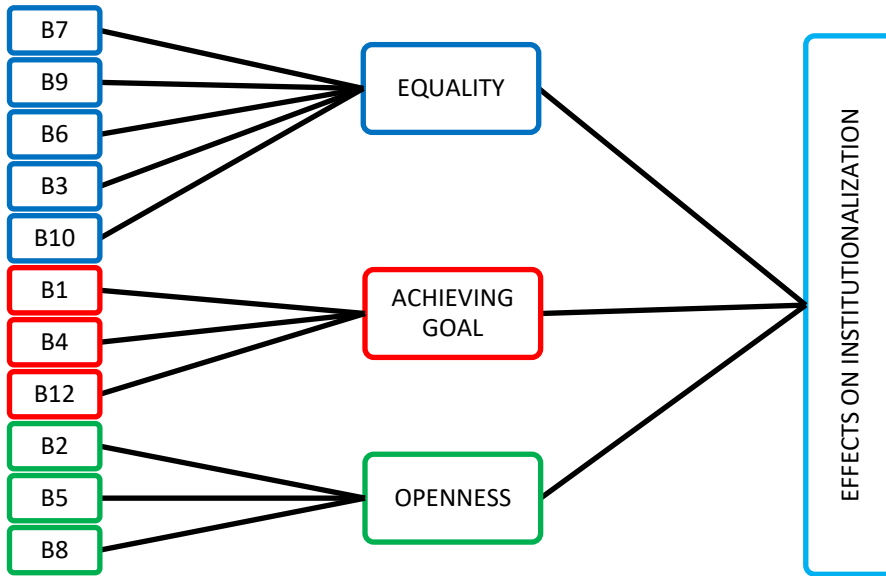 B7
B9
B6
B3
B10
B1
B4
B12
B2
B5
B8
EQUALITY
ACHIEVING
GOAL
OPENNESS
EFFECTS ON INSTITUTIONALIZATION